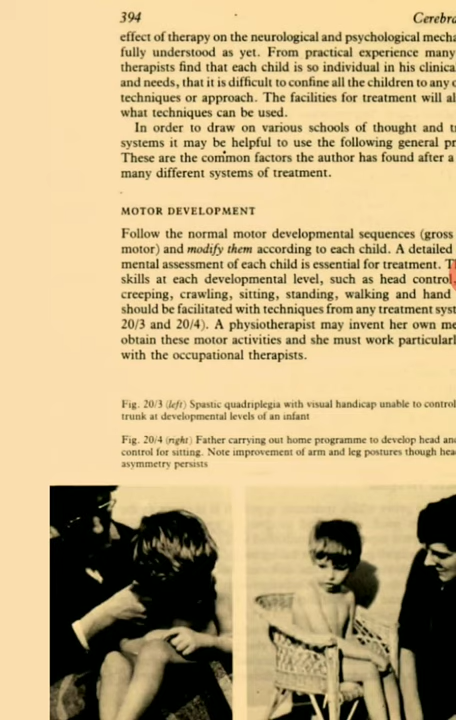 394
Cerebra
effect of therapy on the neurological and psychological mecha
fully understood as yet. From practical experience many
therapists find that each child is so individual in his clinica
and needs, that it is difficult to confine all the children to any o
techniques or approach. The facilities for treatment will al
what techniques can be used.
In order to draw on various schools of thought and tr
systems it may be helpful to use the following general pr
These are the common factors the author has found after a
many different systems of treatment.
MOTOR DEVELOPMENT
Follow the normal motor developmental sequences (gross
motor) and modify them according to each child. A detailed
mental assessment of each child is essential for treatment. T
skills at each developmental level, such as head control,
creeping, crawling, sitting, standing, walking and hand
should be facilitated with techniques from any treatment syst
20/3 and 20/4). A physiotherapist may invent her own me
obtain these motor activities and she must work particularl
with the occupational therapists.
Fig. 20/3 (left) Spastic quadriplegia with visual handicap unable to control
trunk at developmental levels of an infant
Fig. 20/4 (right) Father carrying out home programme to develop head and
control for sitting. Note improvement of arm and leg postures though head
asymmetry persists